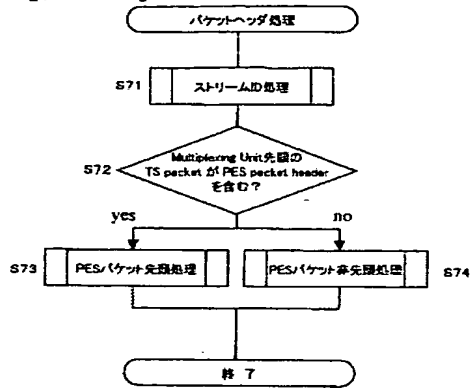 パケットヘッダ処理
S71
ストリームID処理
S72
Multiplexing Unit先頭の
TS packet が PES packet header
を含む?
yes
no
S73
PESパケット先頭処理
PESパケット非先頭処理
S74
終 了